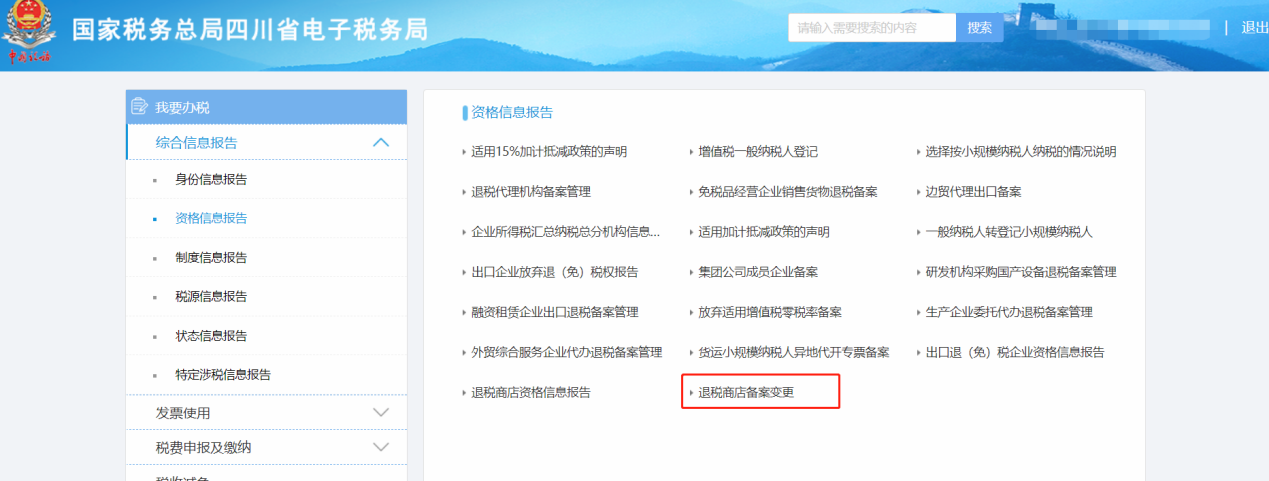 国家税务总局四川省电子税务局
请输入需要搜索的内容 搜索 | 退出
中国税务
我要办税
综合信息报告
身份信息报告
资格信息报告
制度信息报告
税源信息报告
状态信息报告
特定涉税信息报告
发票使用
税费申报及缴纳
资格信息报告
适用15%加计抵减政策的声明 增值税一般纳税人登记 选择按小规模纳税人纳税的情况说明
退税代理机构备案管理 免税品经营企业销售货物退税备案 边贸代理出口备案
企业所得税汇总纳税总分机构信息... 适用加计抵减政策的声明 一般纳税人转登记小规模纳税人
出口企业放弃退（免）税权报告 集团公司成员企业备案 研发机构采购国产设备退税备案管理
融资租赁企业出口退税备案管理 放弃适用增值税零税率备案 生产企业委托代办退税备案管理
外贸综合服务企业代办退税备案管理 货运小规模纳税人异地代开专票备案 出口退（免）税企业资格信息报告
退税商店资格信息报告 退税商店备案变更